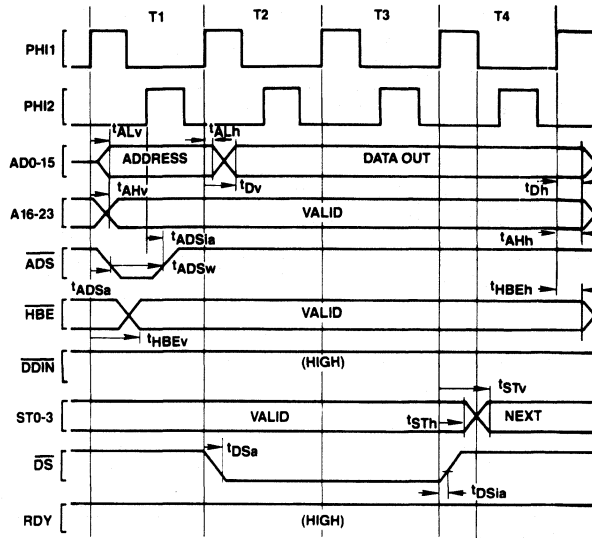 T1 T2 T3 T4
PHI1
PHI2
tALv tALh
AD0-15 ADDRESS DATA OUT
tDv tDh
tAHv
A16-23 VALID
tADSia tAHh
ADS tADSw
tADSa tHBEh
HBE VALID
tHBEv
DDIN (HIGH)
tSTv
ST0-3 VALID tSTh NEXT
tDSa
DS
tDSia
RDY (HIGH)